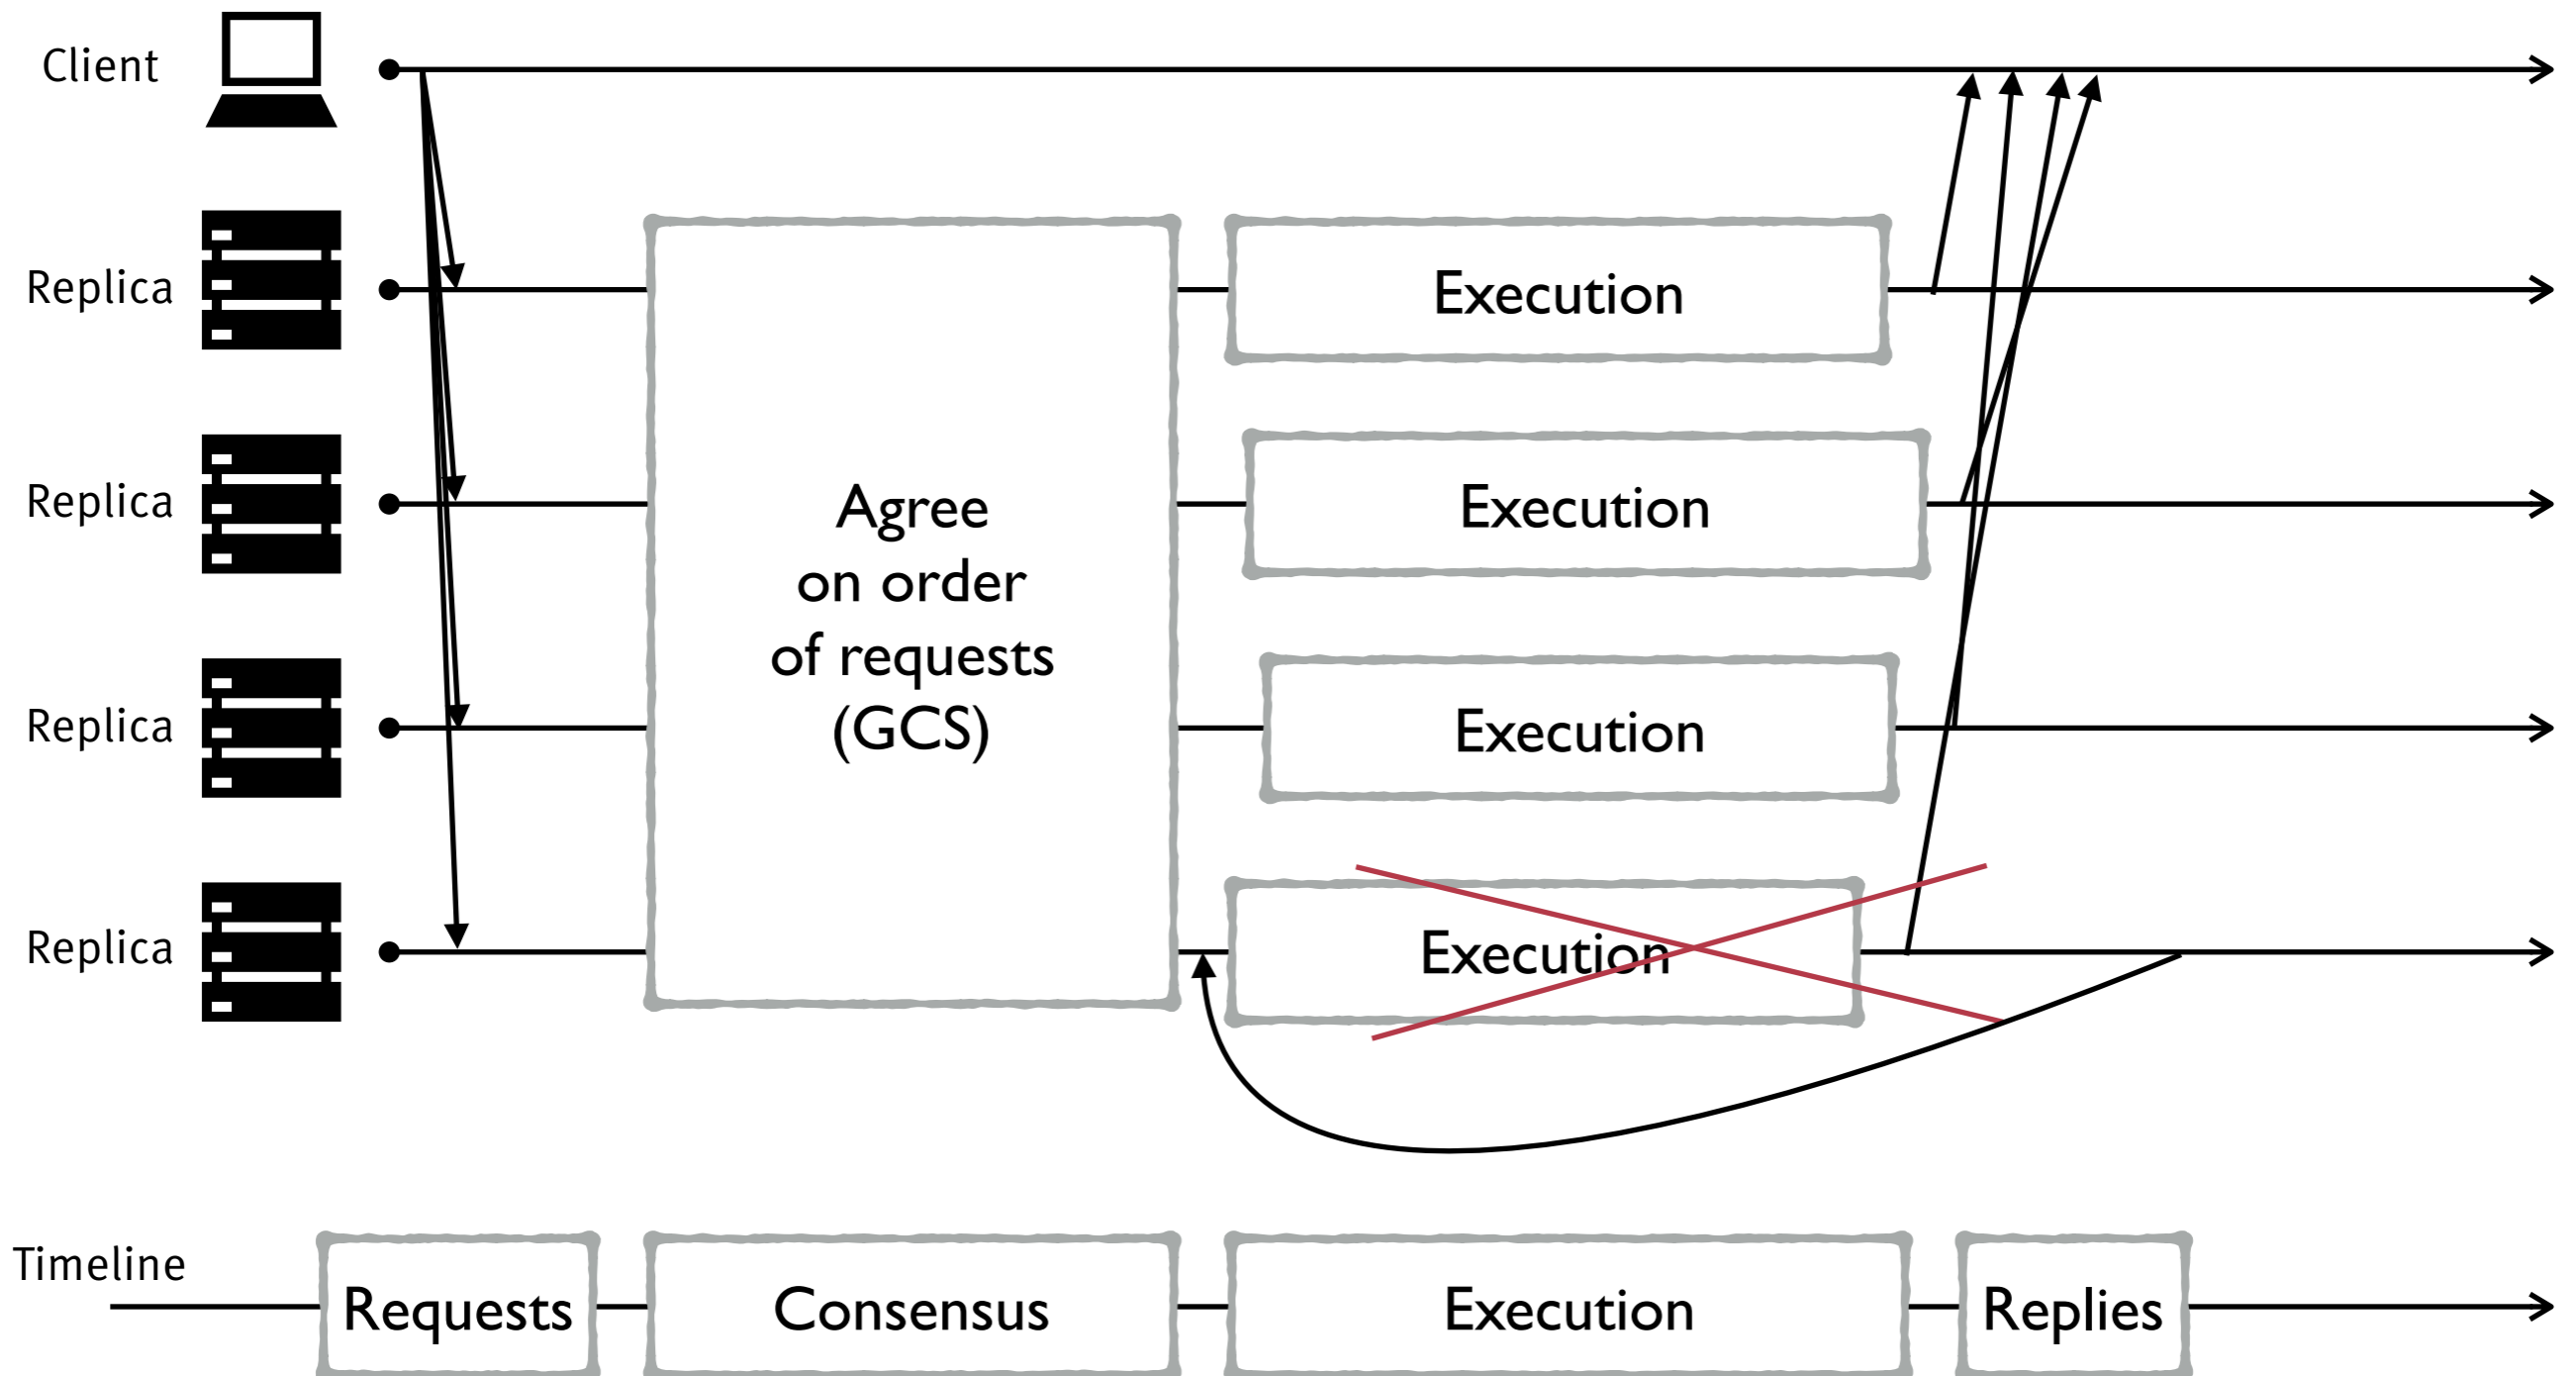 Client
Replica
Execution
Replica
Execution
Agree
on order
of requests
(GCS)
Replica
Execution
Replica
Execution
Timeline
Requests
Consensus
Execution
Replies